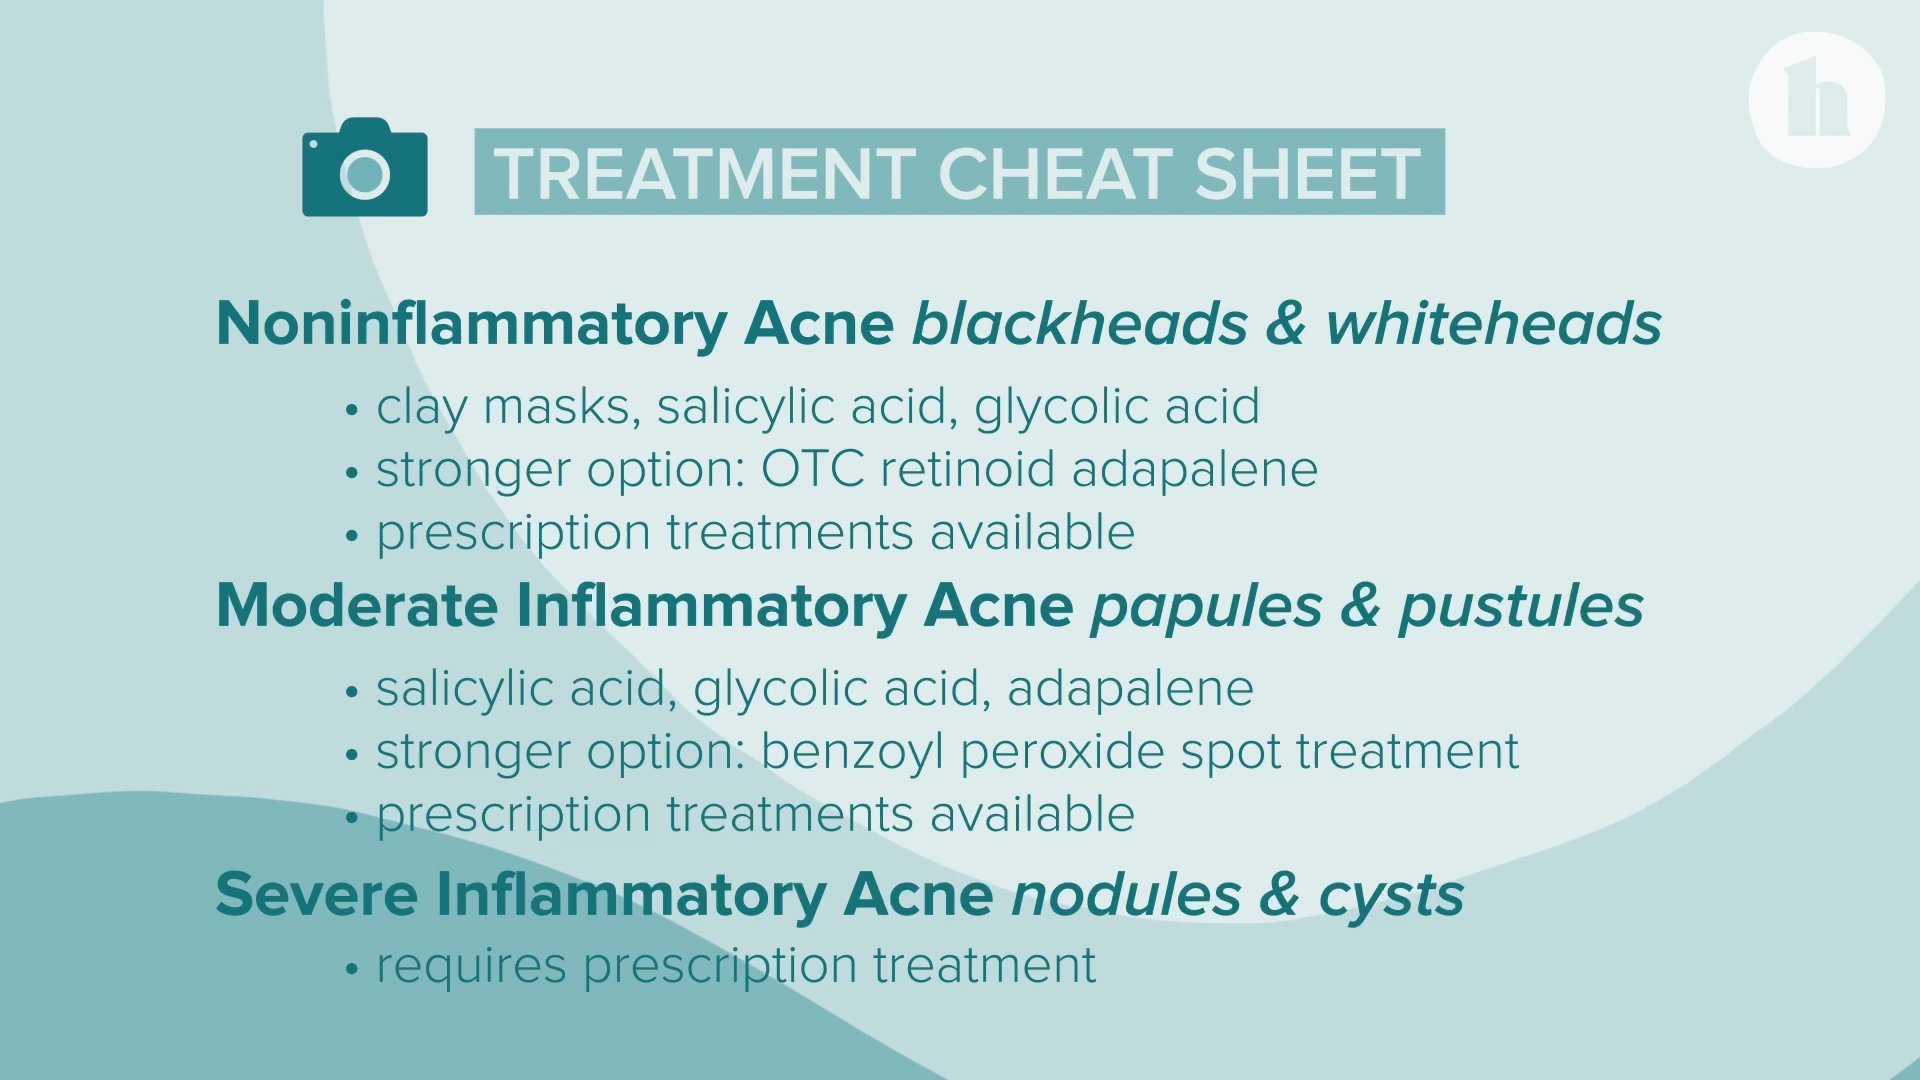 h
TREATMENT CHEAT SHEET
Noninflammatory Acne blackheads & whiteheads
• clay masks, salicylic acid, glycolic acid
• stronger option: OTC retinoid adapalene
• prescription treatments available
Moderate Inflammatory Acne papules & pustules
• salicylic acid, glycolic acid, adapalene
• stronger option: benzoyl peroxide spot treatment
• prescription treatments available
Severe Inflammatory Acne nodules & cysts
• requires prescription treatment